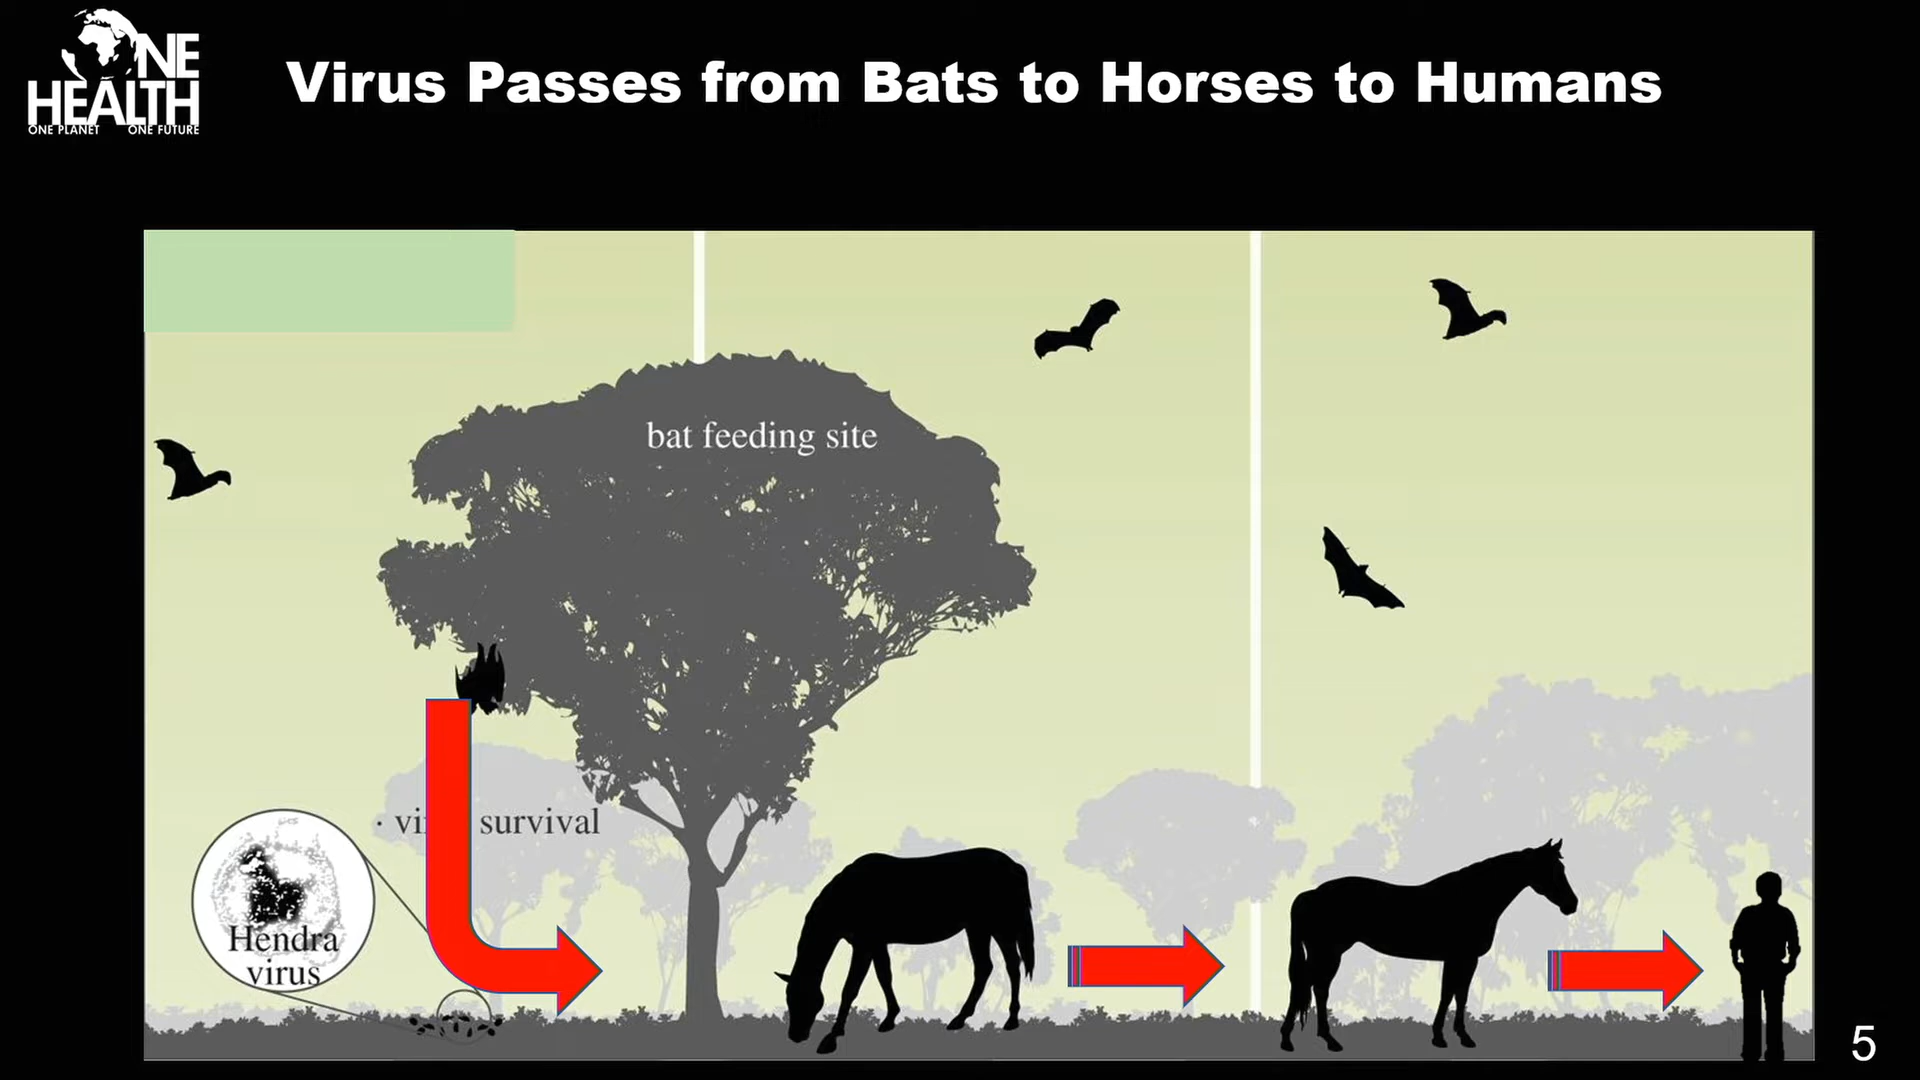 ONE
HEALTH
ONE PLANET ONE FUTURE
Virus Passes from Bats to Horses to Humans
bat feeding site
· vi survival
Hendra
virus
5